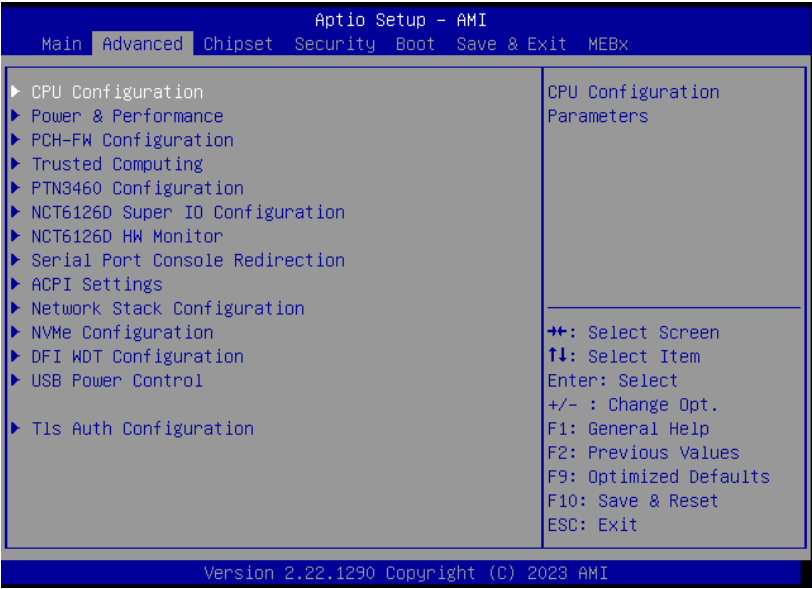 Aptio Setup – AMI
Main Advanced Chipset Security Boot Save & Exit MEBx
CPU Configuration
Power & Performance
PCH-FW Configuration
Trusted Computing
PTN3460 Configuration
NCT6126D Super IO Configuration
NCT6126D HW Monitor
Serial Port Console Redirection
ACPI Settings
Network Stack Configuration
NVMe Configuration
DFI WDT Configuration
USB Power Control
Tls Auth Configuration
CPU Configuration
Parameters
→←: Select Screen
↑↓: Select Item
Enter: Select
+/- : Change Opt.
F1: General Help
F2: Previous Values
F9: Optimized Defaults
F10: Save & Reset
ESC: Exit
Version 2.22.1290 Copyright (C) 2023 AMI